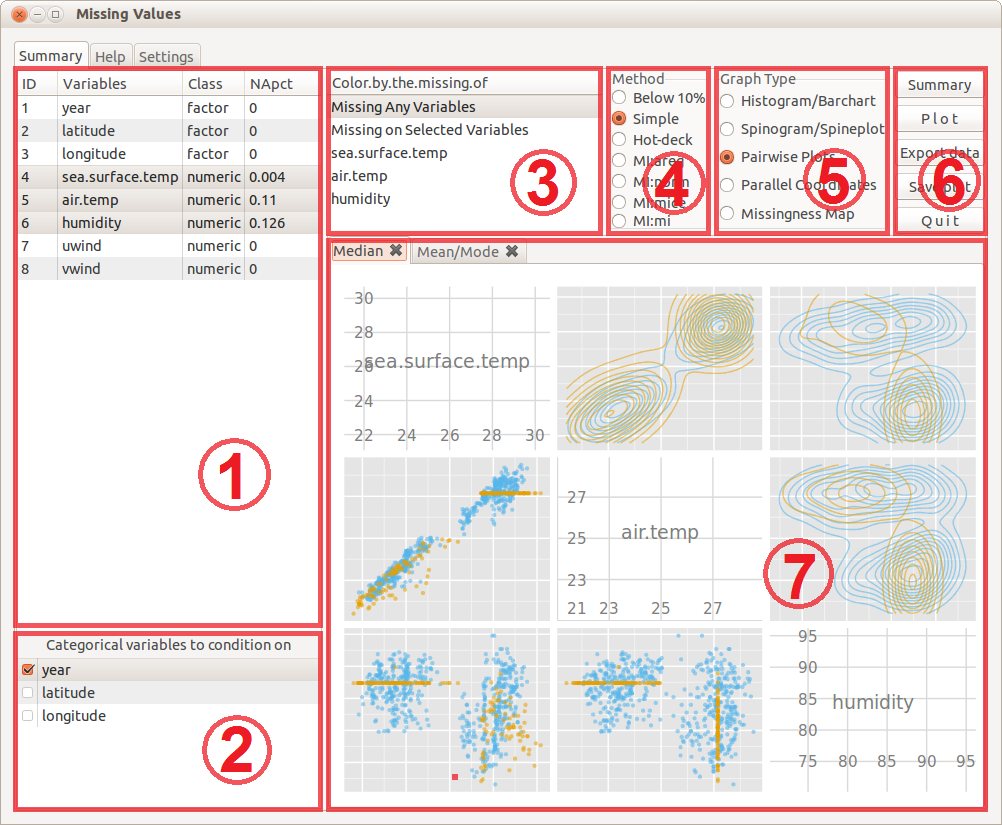 Missing Values
Summary Help Settings
ID Variables Class NApct
1 year factor 0
2 latitude factor 0
3 longitude factor 0
4 sea.surface.temp numeric 0.004
5 air.temp numeric 0.11
6 humidity numeric 0.126
7 uwind numeric 0
8 vwind numeric 0
1
Categorical variables to condition on
year
latitude
longitude
2
Color.by.the.missing.of
Missing Any Variables
Missing on Selected Variables
sea.surface.temp
air.temp
humidity
3
Method
Below 10%
Simple
Hot-deck
MI:areg
MI:norm
MI:mice
MI:mi
4
Graph Type
Histogram/Barchart
Spinogram/Spineplot
Pairwise Plots
Parallel Coordinates
Missingness Map
5
Summary
Plot
Export data
Save plot
Quit
6
Median Mean/Mode
30
28
26 sea.surface.temp
24
22 24 26 28 30
27
25 air.temp
23
21 23 25 27
7
95
90
85 humidity
80
75 80 85 90 95